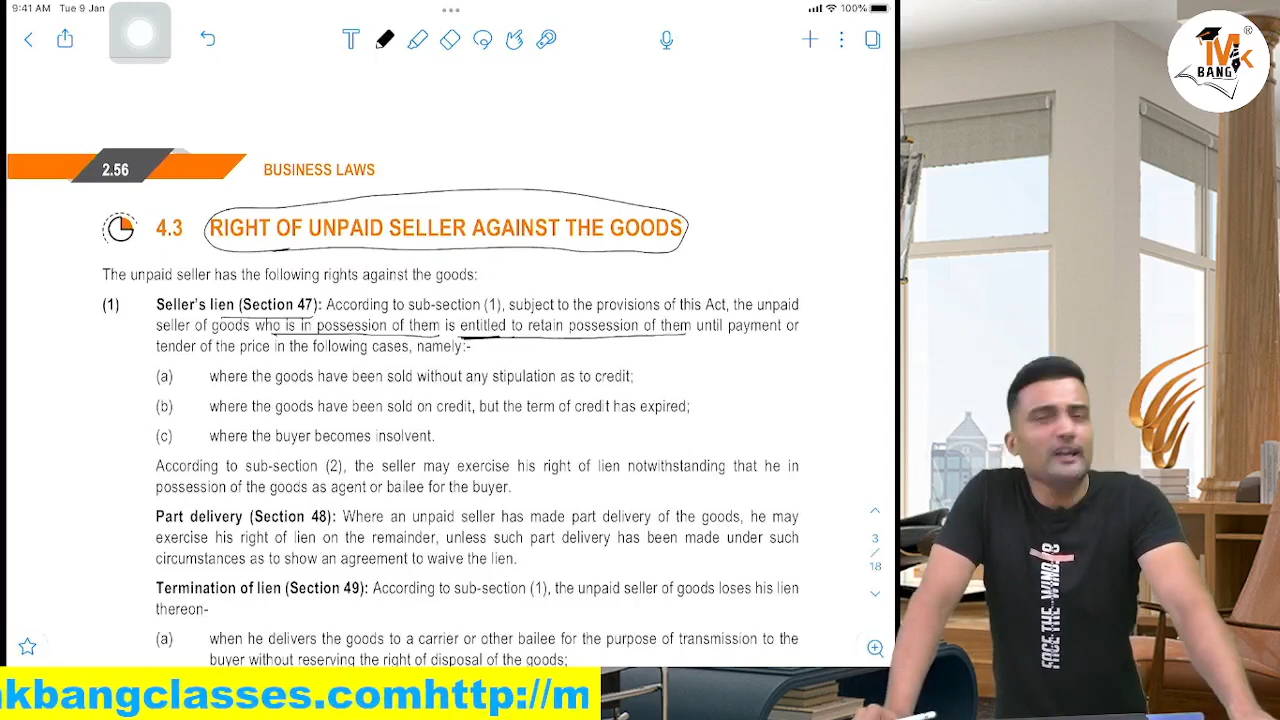 9:41 AM Tue 9 Jan
100%
T
MK
BANG
®
2.56 BUSINESS LAWS
4.3 RIGHT OF UNPAID SELLER AGAINST THE GOODS
The unpaid seller has the following rights against the goods:
(1) Seller's lien (Section 47): According to sub-section (1), subject to the provisions of this Act, the unpaid
seller of goods who is in possession of them is entitled to retain possession of them until payment or
tender of the price in the following cases, namely:-
(a) where the goods have been sold without any stipulation as to credit;
(b) where the goods have been sold on credit, but the term of credit has expired;
(c) where the buyer becomes insolvent.
According to sub-section (2), the seller may exercise his right of lien notwithstanding that he in
possession of the goods as agent or bailee for the buyer.
Part delivery (Section 48): Where an unpaid seller has made part delivery of the goods, he may
exercise his right of lien on the remainder, unless such part delivery has been made under such
circumstances as to show an agreement to waive the lien.
Termination of lien (Section 49): According to sub-section (1), the unpaid seller of goods loses his lien
thereon-
(a) when he delivers the goods to a carrier or other bailee for the purpose of transmission to the
buyer without reserving the right of disposal of the goods;
3
/
18
FACE THE WIND
nkbangclasses.comhttp://m